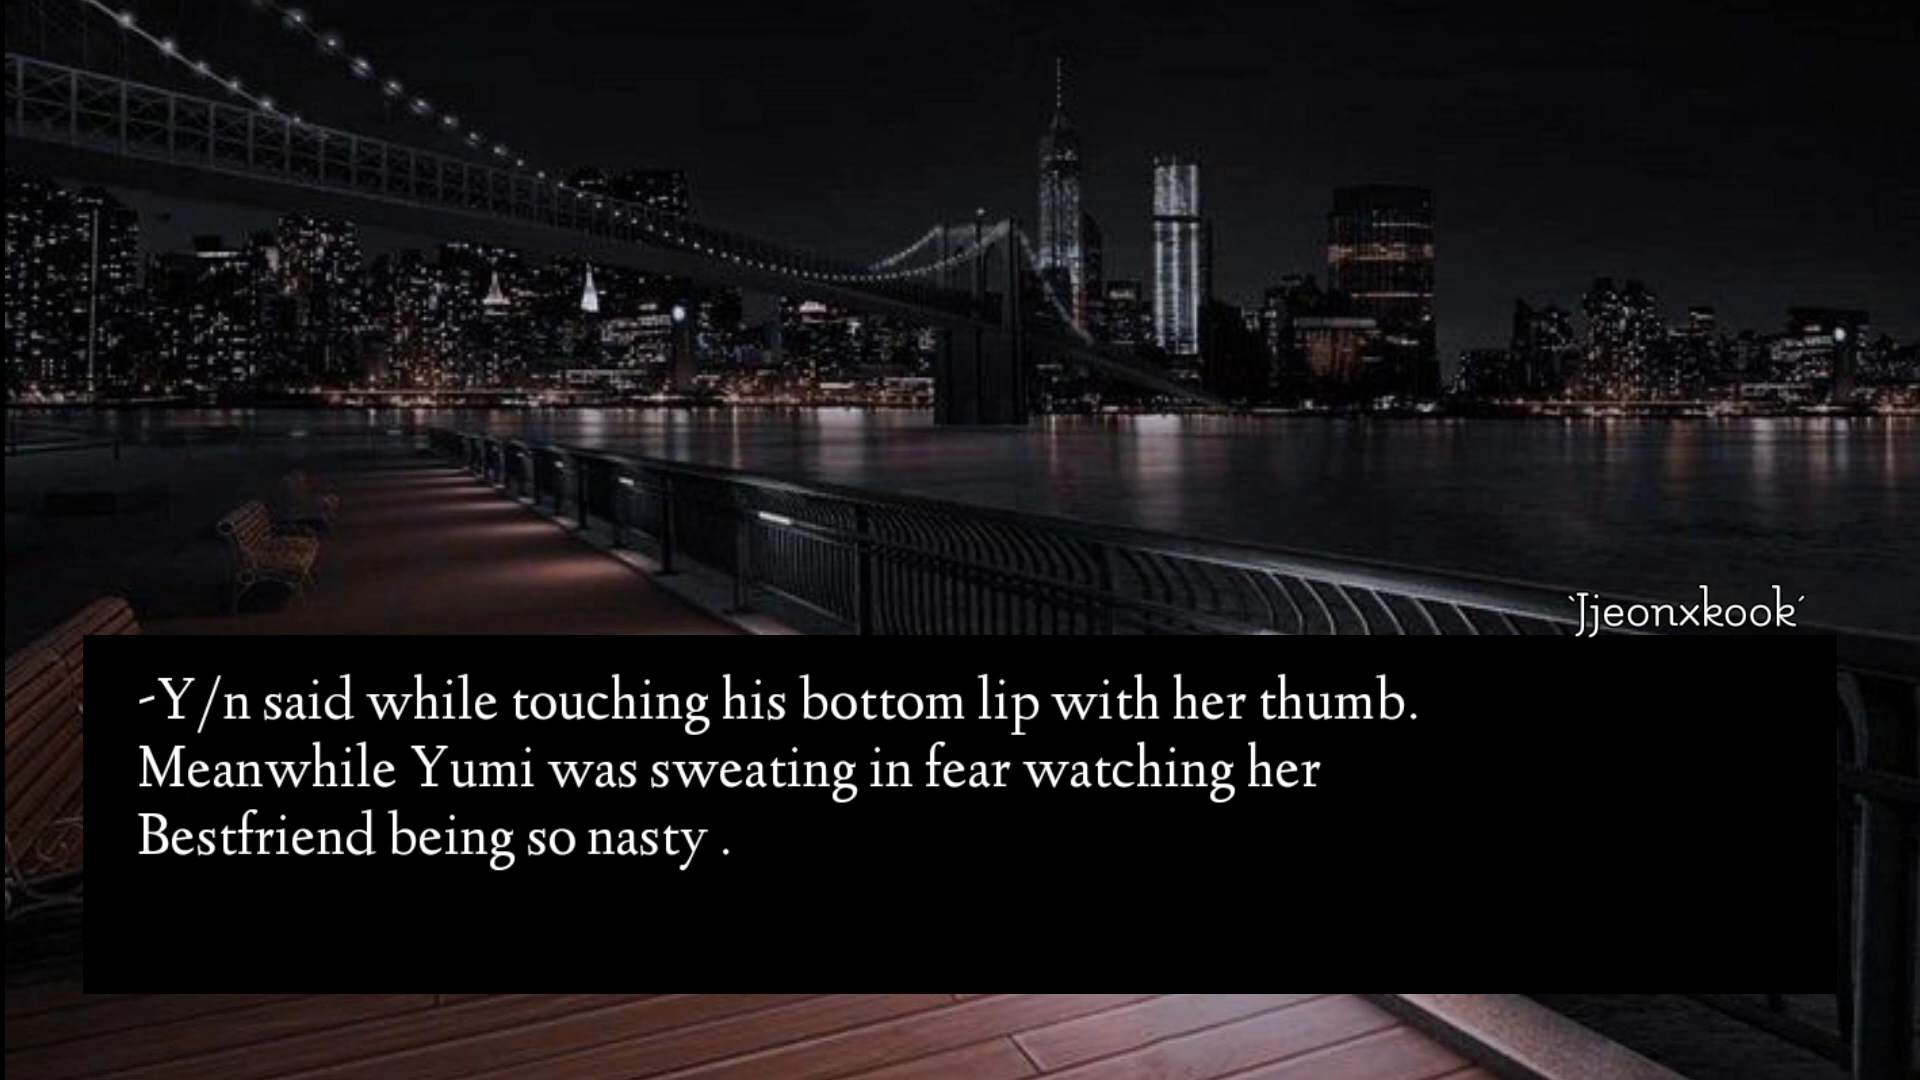 `Jjeonxkook´
-Y/n said while touching his bottom lip with her thumb.
Meanwhile Yumi was sweating in fear watching her
Bestfriend being so nasty .